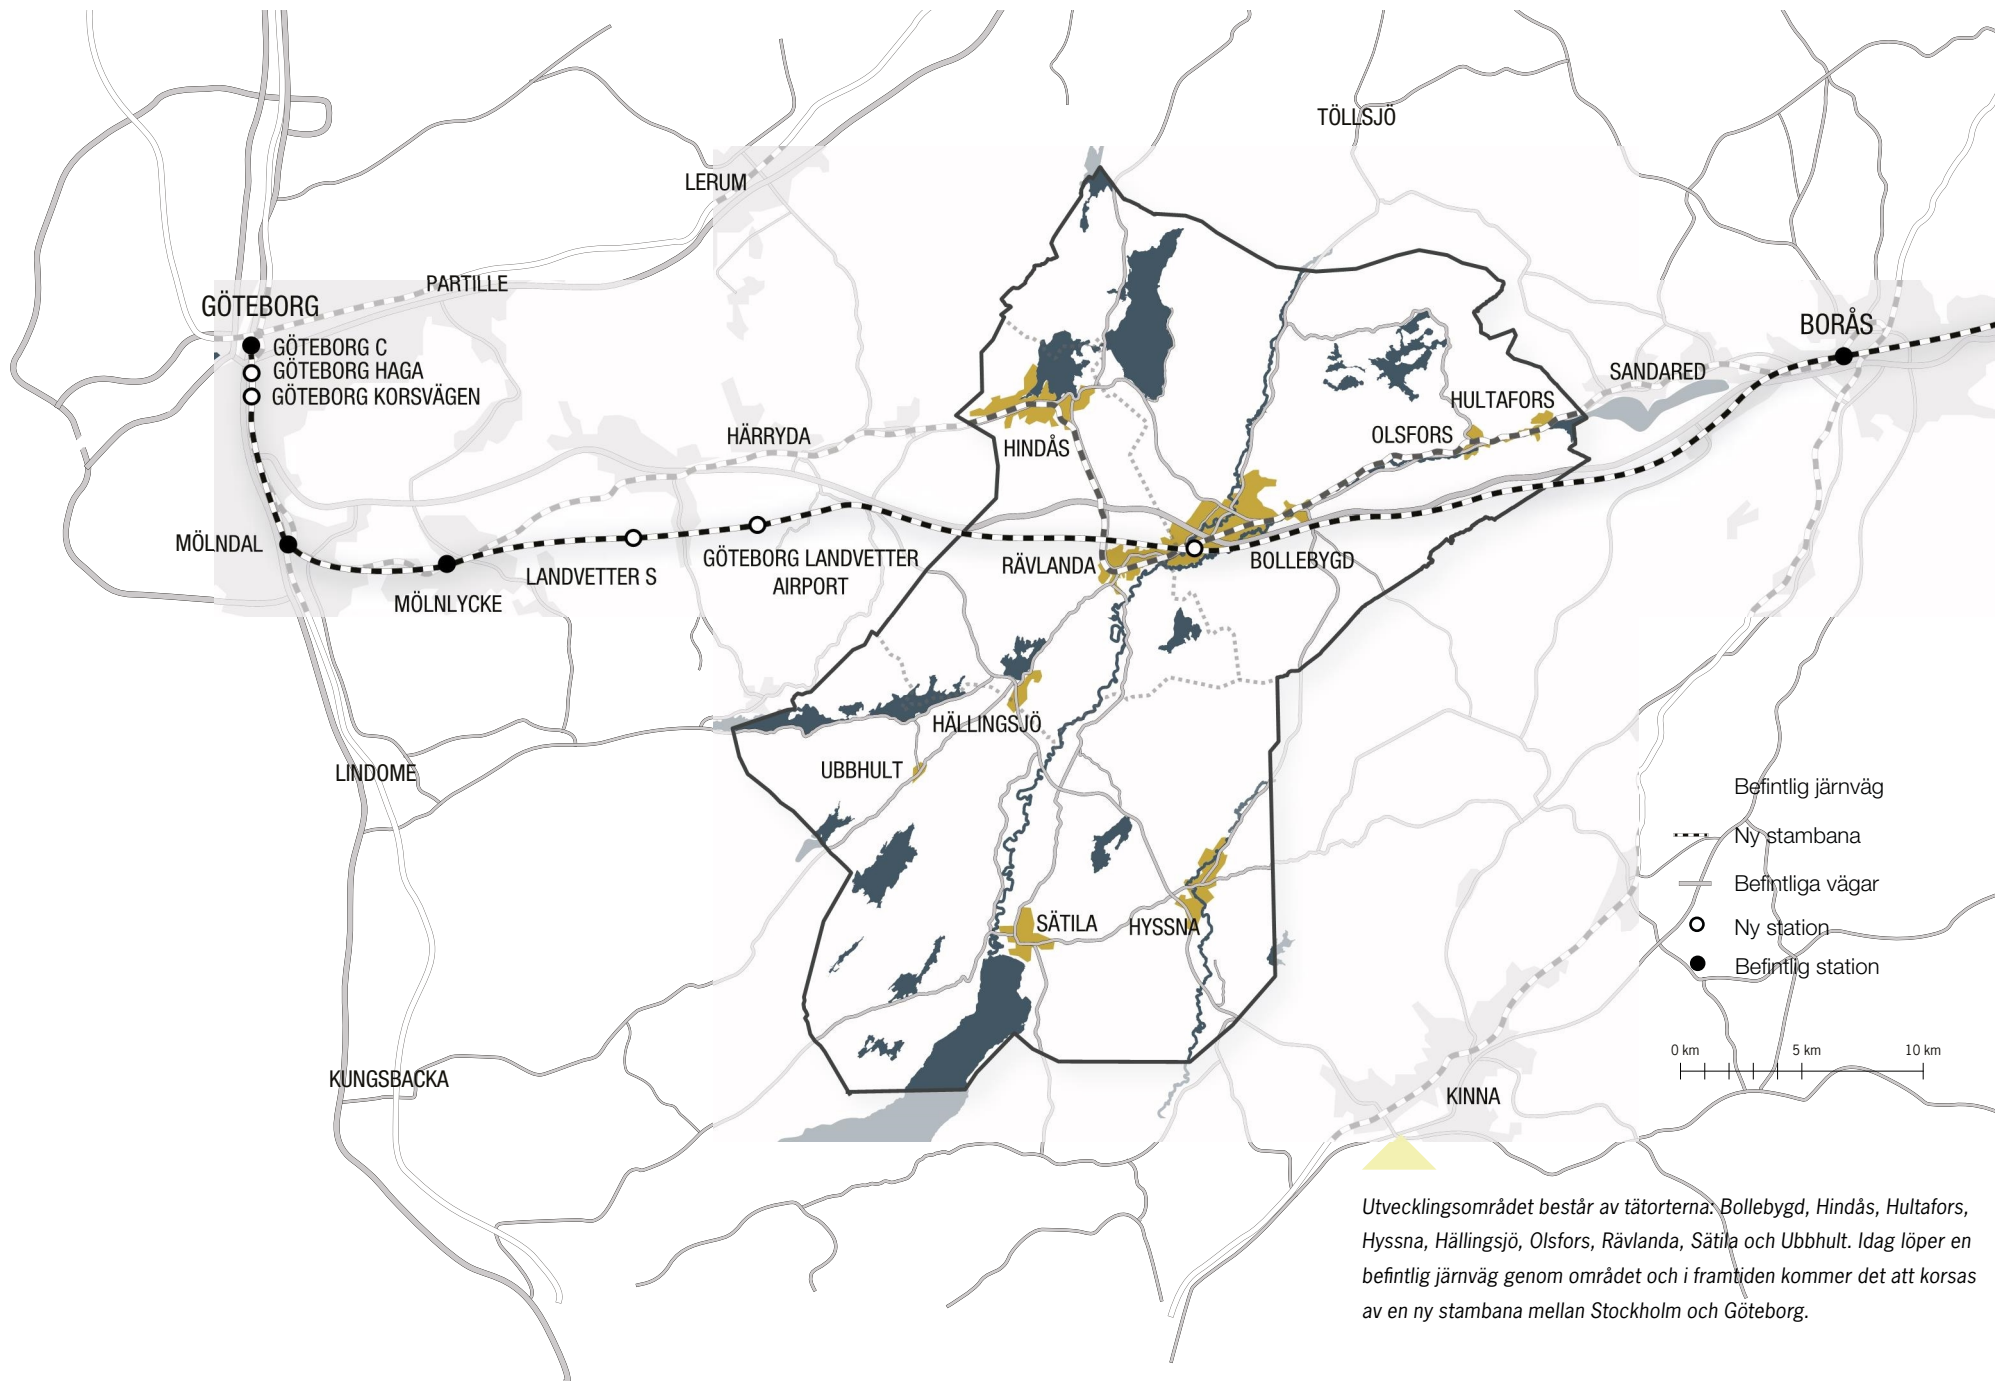 TÖLLSJÖ
LERUM
PARTILLE
GÖTEBORG
BORÅS
GÖTEBORG C
GÖTEBORG HAGA
GÖTEBORG KORSVÄGEN
SANDARED
HULTAFORS
OLSFORS
HÄRRYDA
HINDÅS
MÖLNDAL
GÖTEBORG LANDVETTER
AIRPORT
LANDVETTER S
RÄVLANDA
BOLLEBYGD
MÖLNLYCKE
HÄLLINGSJÖ
UBBHULT
LINDOME
Befintlig järnväg
Ny stambana
Befintliga vägar
Ny station
Befintlig station
SÄTILA
HYSSNA
0 km
5 km
10 km
KUNGSBACKA
KINNA
Utvecklingsområdet består av tätorterna: Bollebygd, Hindås, Hultafors,
Hyssna, Hällingsjö, Olsfors, Rävlanda, Sätila och Ubbhult. Idag löper en
befintlig järnväg genom området och i framtiden kommer det att korsas
av en ny stambana mellan Stockholm och Göteborg.